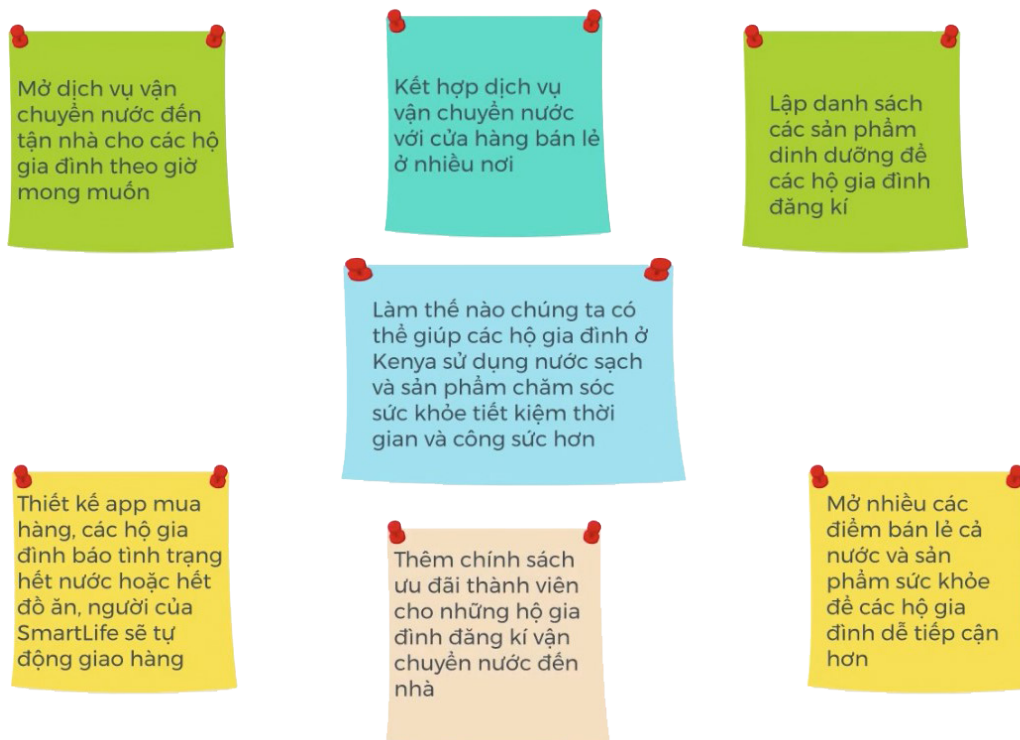 Mở dịch vụ vận
chuyển nước đến
tận nhà cho các hộ
gia đình theo giờ
mong muốn
Kết hợp dịch vụ
vận chuyển nước
với cửa hàng bán lẻ
ở nhiều nơi
Lập danh sách
các sản phẩm
dinh dưỡng để
các hộ gia đình
đăng kí
Làm thế nào chúng ta có
thể giúp các hộ gia đình ở
Kenya sử dụng nước sạch
và sản phẩm chăm sóc
sức khỏe tiết kiệm thời
gian và công sức hơn
Thiết kế app mua
hàng, các hộ gia
đình báo tình trạng
hết nước hoặc hết
đồ ăn, người của
SmartLife sẽ tự
động giao hàng
Thêm chính sách
ưu đãi thành viên
cho những hộ gia
đình đăng kí vận
chuyển nước đến
nhà
Mở nhiều các
điểm bán lẻ cả
nước và sản
phẩm sức khỏe
để các hộ gia
đình dễ tiếp cận
hơn